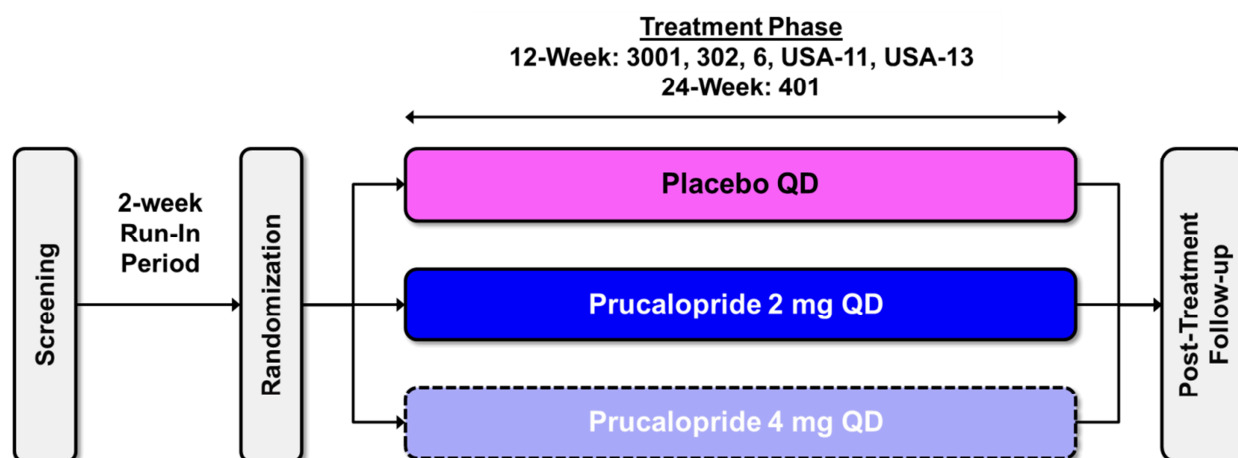 Treatment Phase
12-Week: 3001, 302, 6, USA-11, USA-13
24-Week: 401
Screening
2-week
Run-In
Period
Randomization
Placebo QD
Prucalopride 2 mg QD
Prucalopride 4 mg QD
Post-Treatment
Follow-up